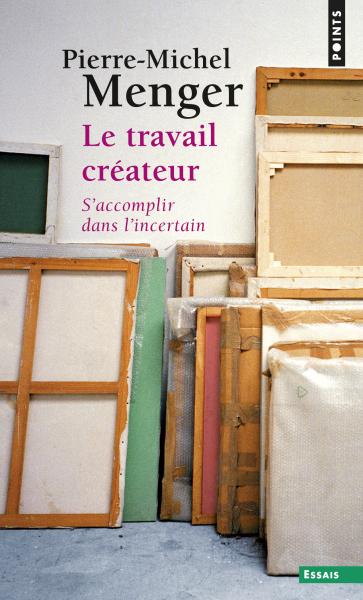 POINTS
Pierre-Michel
Menger
Le travail
créateur
S'accomplir
dans l'incertain
ESSAIS